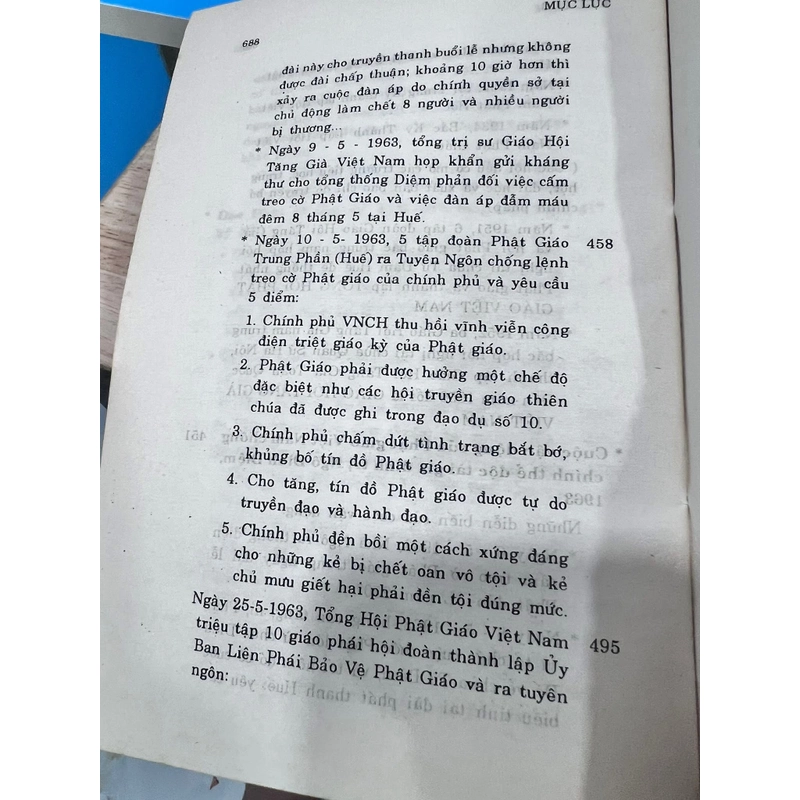 MỤC LỤC
688
đài này cho truyền thanh buổi lễ nhưng không
được đài chấp thuận; khoảng 10 giờ hơn thì
xảy ra cuộc đàn áp do chính quyền sở tại
chủ động làm chết 8 người và nhiều người
bị thương...
* Ngày 9 - 5 - 1963, tổng trị sư Giáo Hội
Tăng Già Việt Nam họp khẩn gửi kháng
thư cho tổng thống Diệm phản đối việc cấm
treo cờ Phật Giáo và việc đàn áp đẫm máu
đêm 8 tháng 5 tại Huế.
* Ngày 10 - 5- 1963, 5 tập đoàn Phật Giáo 458
Trung Phần (Huế) ra Tuyên Ngôn chống lệnh
treo cờ Phật giáo của chính phủ và yêu cầu
5 điểm:
1. Chính phủ VNCH thu hồi vĩnh viễn công
điện triệt giáo kỳ của Phật giáo.
2. Phật Giáo phải được hưởng một chế độ
đặc biệt như các hội truyền giáo thiên
chúa đã được ghi trong đạo dụ số 10.
3. Chính phủ chấm dứt tình trạng bắt bớ,
khủng bố tín đồ Phật giáo.
4. Cho tăng, tín đồ Phật giáo được tự do
truyền đạo và hành đạo.
5. Chính phủ đền bồi một cách xứng đáng
cho những kẻ bị chết oan vô tội và kẻ
chủ mưu giết hại phải đền tội đúng mức.
Ngày 25-5-1963, Tổng Hội Phật Giáo Việt Nam 495
triệu tập 10 giáo phái hội đoàn thành lập Ủy
Ban Liên Phái Bảo Vệ Phật Giáo và ra tuyên
ngôn: